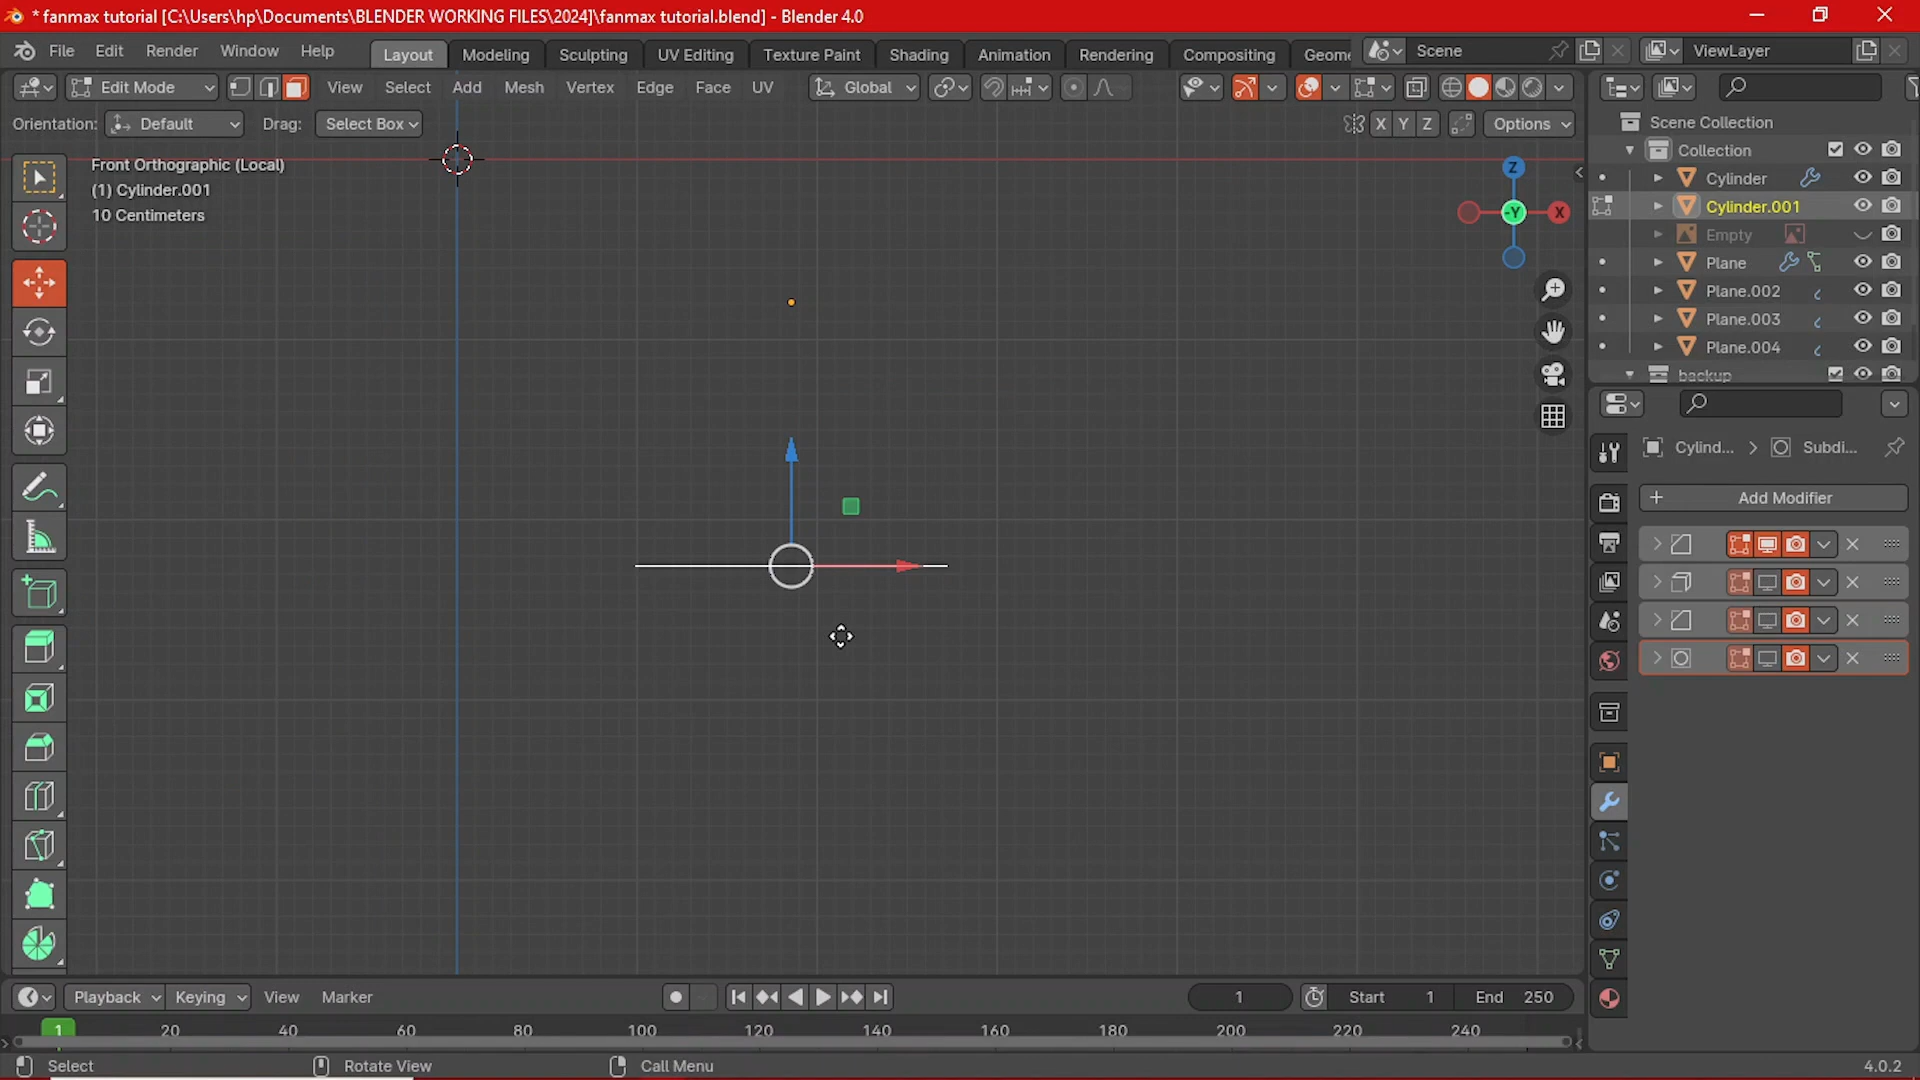 * fanmax tutorial [C:\Users\hp\Documents\BLENDER WORKING FILES\2024]\fanmax tutorial.blend] - Blender 4.0
File Edit Render Window Help Layout Modeling Sculpting UV Editing Texture Paint Shading Animation Rendering Compositing Geome Scene ViewLayer
Edit Mode View Select Add Mesh Vertex Edge Face UV Global
Orientation: Default Drag: Select Box X Y Z Options
Scene Collection
Collection
Cylinder
Cylinder.001
Empty
Plane
Plane.002
Plane.003
Plane.004
backup
Front Orthographic (Local)
(1) Cylinder.001
10 Centimeters
Z
-Y X
Cylind... > Subdi...
+ Add Modifier
Playback Keying View Marker 1 Start 1 End 250
1 20 40 60 80 100 120 140 160 180 200 220 240
Select Rotate View Call Menu 4.0.2